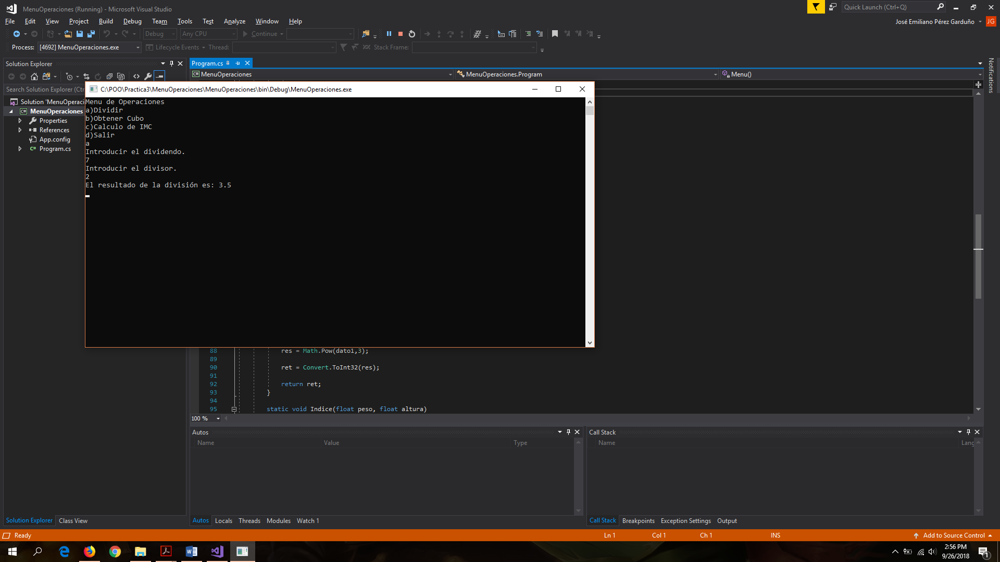 MenuOperaciones (Running) - Microsoft Visual Studio
Quick Launch (Ctrl+Q)
File Edit View Project Build Debug Team Tools Test Analyze Window Help
José Emiliano Pérez Garduño JG
Debug Any CPU Continue
Process: [4692] MenuOperaciones.exe Lifecycle Events Thread: Stack Frame:
Solution Explorer
Program.cs
Notifications
MenuOperaciones MenuOperaciones.Program Menu()
Search Solution Explorer (Ctr
Solution 'MenuOperaci
MenuOperaciones
Properties
References
App.config
Program.cs
C:\POO\Practica3\MenuOperaciones\MenuOperaciones\bin\Debug\MenuOperaciones.exe
Menu de Operaciones
a)Dividir
b)Obtener Cubo
c)Calculo de IMC
d)Salir
a
Introducir el dividendo.
7
Introducir el divisor.
2
El resultado de la división es: 3.5
88 res = Math.Pow(dato1,3);
89
90 ret = Convert.ToInt32(res);
91
92 return ret;
93 }
94
95 static void Indice(float peso, float altura)
100 %
Autos
Name Value Type
Call Stack
Name Lang
Solution Explorer Class View
Autos Locals Threads Modules Watch 1
Call Stack Breakpoints Exception Settings Output
Ready Ln 1 Col 1 Ch 1 INS Add to Source Control
2:56 PM
9/26/2018
1